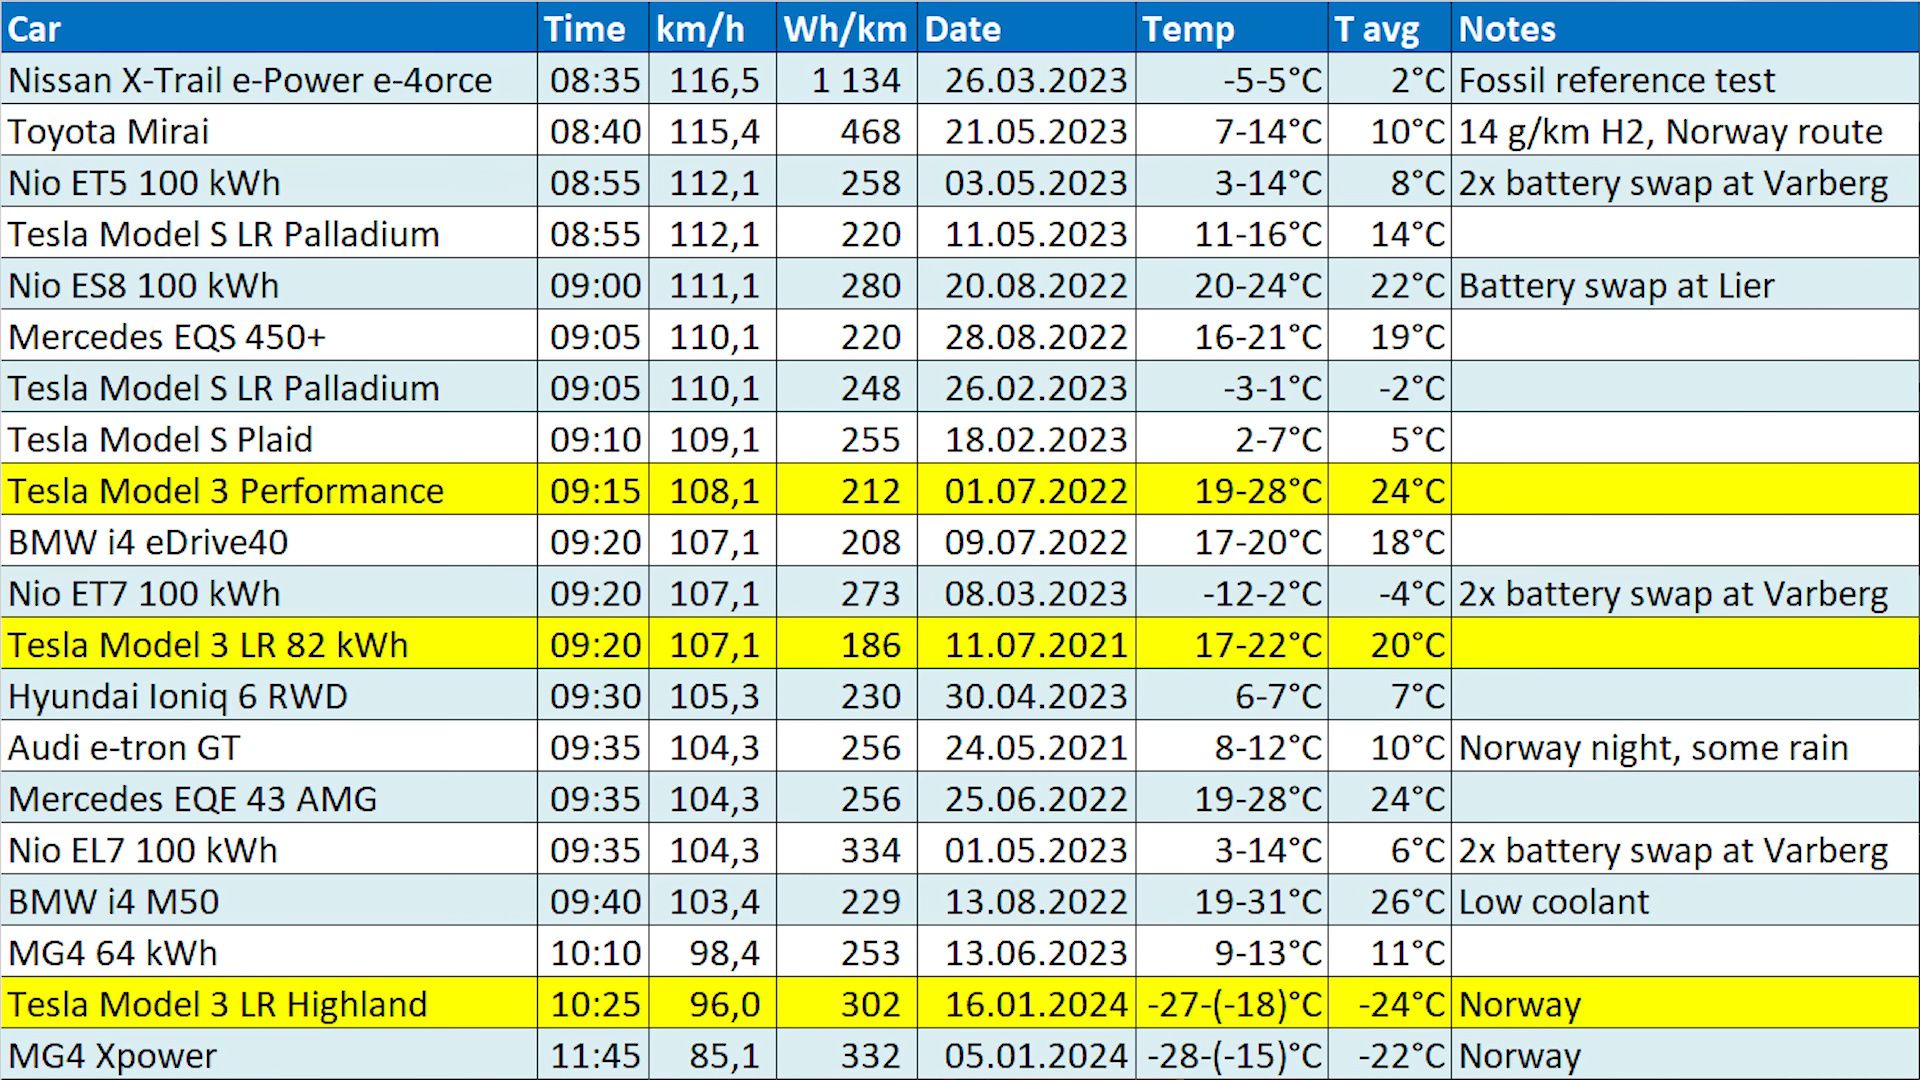 Car Time km/h Wh/km Date Temp T avg Notes
Nissan X-Trail e-Power e-4orce 08:35 116,5 1 134 26.03.2023 -5-5°C 2°C Fossil reference test
Toyota Mirai 08:40 115,4 468 21.05.2023 7-14°C 10°C 14 g/km H2, Norway route
Nio ET5 100 kWh 08:55 112,1 258 03.05.2023 3-14°C 8°C 2x battery swap at Varberg
Tesla Model S LR Palladium 08:55 112,1 220 11.05.2023 11-16°C 14°C
Nio ES8 100 kWh 09:00 111,1 280 20.08.2022 20-24°C 22°C Battery swap at Lier
Mercedes EQS 450+ 09:05 110,1 220 28.08.2022 16-21°C 19°C
Tesla Model S LR Palladium 09:05 110,1 248 26.02.2023 -3-1°C -2°C
Tesla Model S Plaid 09:10 109,1 255 18.02.2023 2-7°C 5°C
Tesla Model 3 Performance 09:15 108,1 212 01.07.2022 19-28°C 24°C
BMW i4 eDrive40 09:20 107,1 208 09.07.2022 17-20°C 18°C
Nio ET7 100 kWh 09:20 107,1 273 08.03.2023 -12-2°C -4°C 2x battery swap at Varberg
Tesla Model 3 LR 82 kWh 09:20 107,1 186 11.07.2021 17-22°C 20°C
Hyundai Ioniq 6 RWD 09:30 105,3 230 30.04.2023 6-7°C 7°C
Audi e-tron GT 09:35 104,3 256 24.05.2021 8-12°C 10°C Norway night, some rain
Mercedes EQE 43 AMG 09:35 104,3 256 25.06.2022 19-28°C 24°C
Nio EL7 100 kWh 09:35 104,3 334 01.05.2023 3-14°C 6°C 2x battery swap at Varberg
BMW i4 M50 09:40 103,4 229 13.08.2022 19-31°C 26°C Low coolant
MG4 64 kWh 10:10 98,4 253 13.06.2023 9-13°C 11°C
Tesla Model 3 LR Highland 10:25 96,0 302 16.01.2024 -27-(-18)°C -24°C Norway
MG4 Xpower 11:45 85,1 332 05.01.2024 -28-(-15)°C -22°C Norway